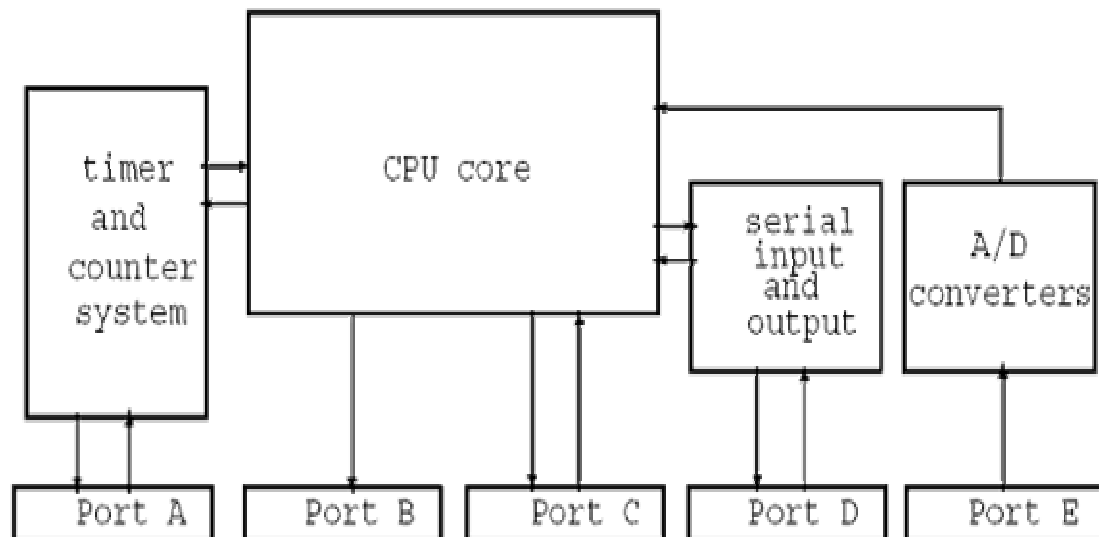 timer
and
counter
system
CPU core
serial
input
and
output
A/D
converters
Port A
Port B
Port C
Port D
Port E